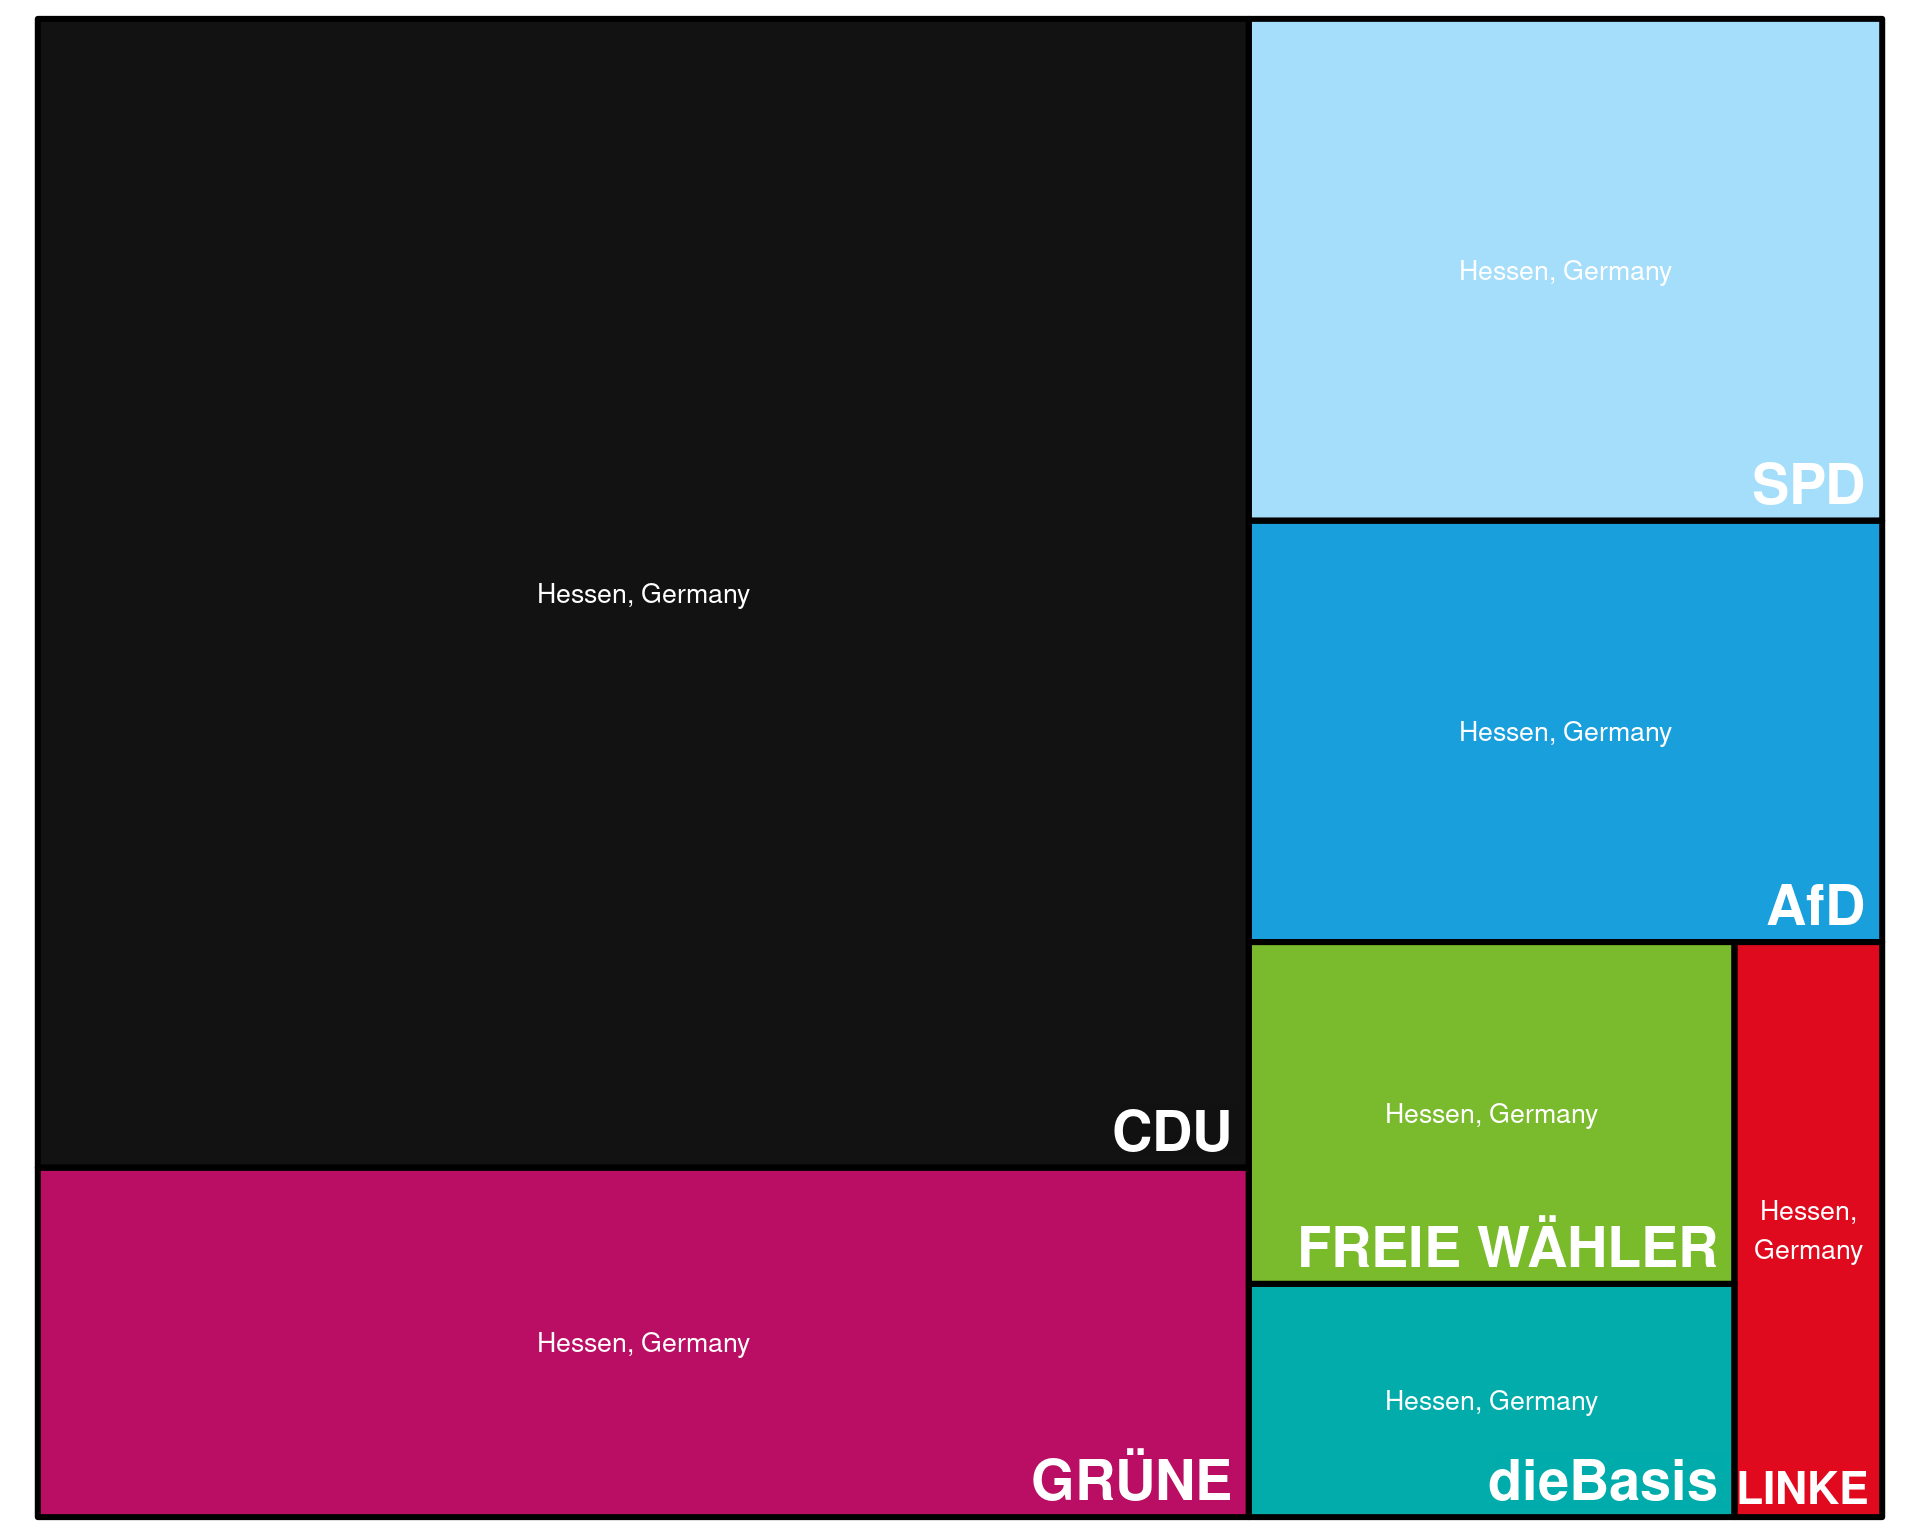 Hessen, Germany
CDU
Hessen, Germany
GRÜNE
Hessen, Germany
SPD
Hessen, Germany
AfD
Hessen, Germany
FREIE WÄHLER
Hessen, Germany
dieBasis
Hessen,
Germany
LINKE